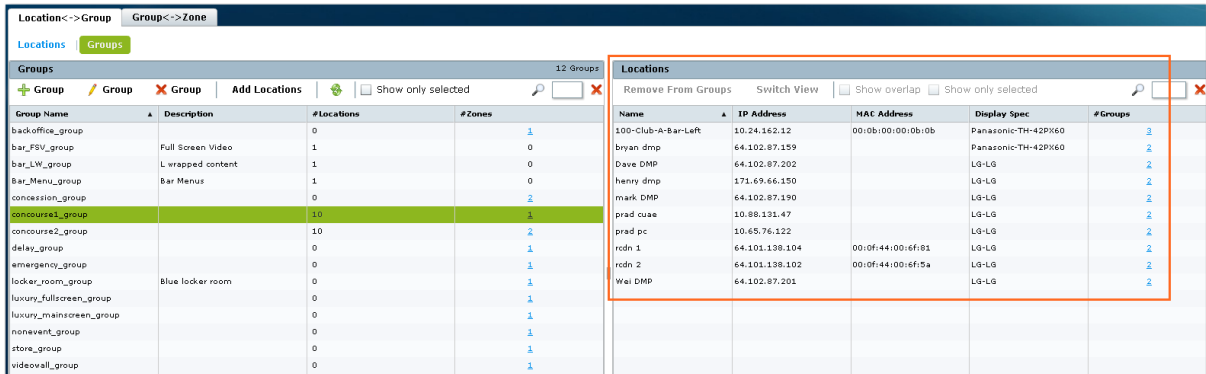 Location<->Group Group<->Zone
Locations Groups
Groups 12 Groups
Group Group Group Add Locations Show only selected
Group Name Description #Locations #Zones
backoffice_group 0 1
bar_FSV_group Full Screen Video 1 0
bar_LW_group L wrapped content 1 0
Bar_Menu_group Bar Menus 1 0
concession_group 0 2
concourse1_group 10 1
concourse2_group 10 2
delay_group 0 1
emergency_group 0 1
locker_room_group Blue locker room 0 1
luxury_fullscreen_group 0 1
luxury_mainscreen_group 0 1
nonevent_group 0 1
store_group 0 1
videowall_group 0 1
Locations
Remove From Groups Switch View Show overlap Show only selected
Name IP Address MAC Address Display Spec #Groups
100-Club-A-Bar-Left 10.24.162.12 00:0b:00:00:0b:0b Panasonic-TH-42PX60 3
bryan dmp 64.102.87.159 Panasonic-TH-42PX60 2
Dave DMP 64.102.87.202 LG-LG 2
henry dmp 171.69.66.150 LG-LG 2
mark DMP 64.102.87.190 LG-LG 2
prad cuae 10.88.131.47 LG-LG 2
prad pc 10.65.76.122 LG-LG 2
rcdn 1 64.101.138.104 00:0f:44:00:6f:81 LG-LG 2
rcdn 2 64.101.138.102 00:0f:44:00:6f:5a LG-LG 2
Wei DMP 64.102.87.201 LG-LG 2